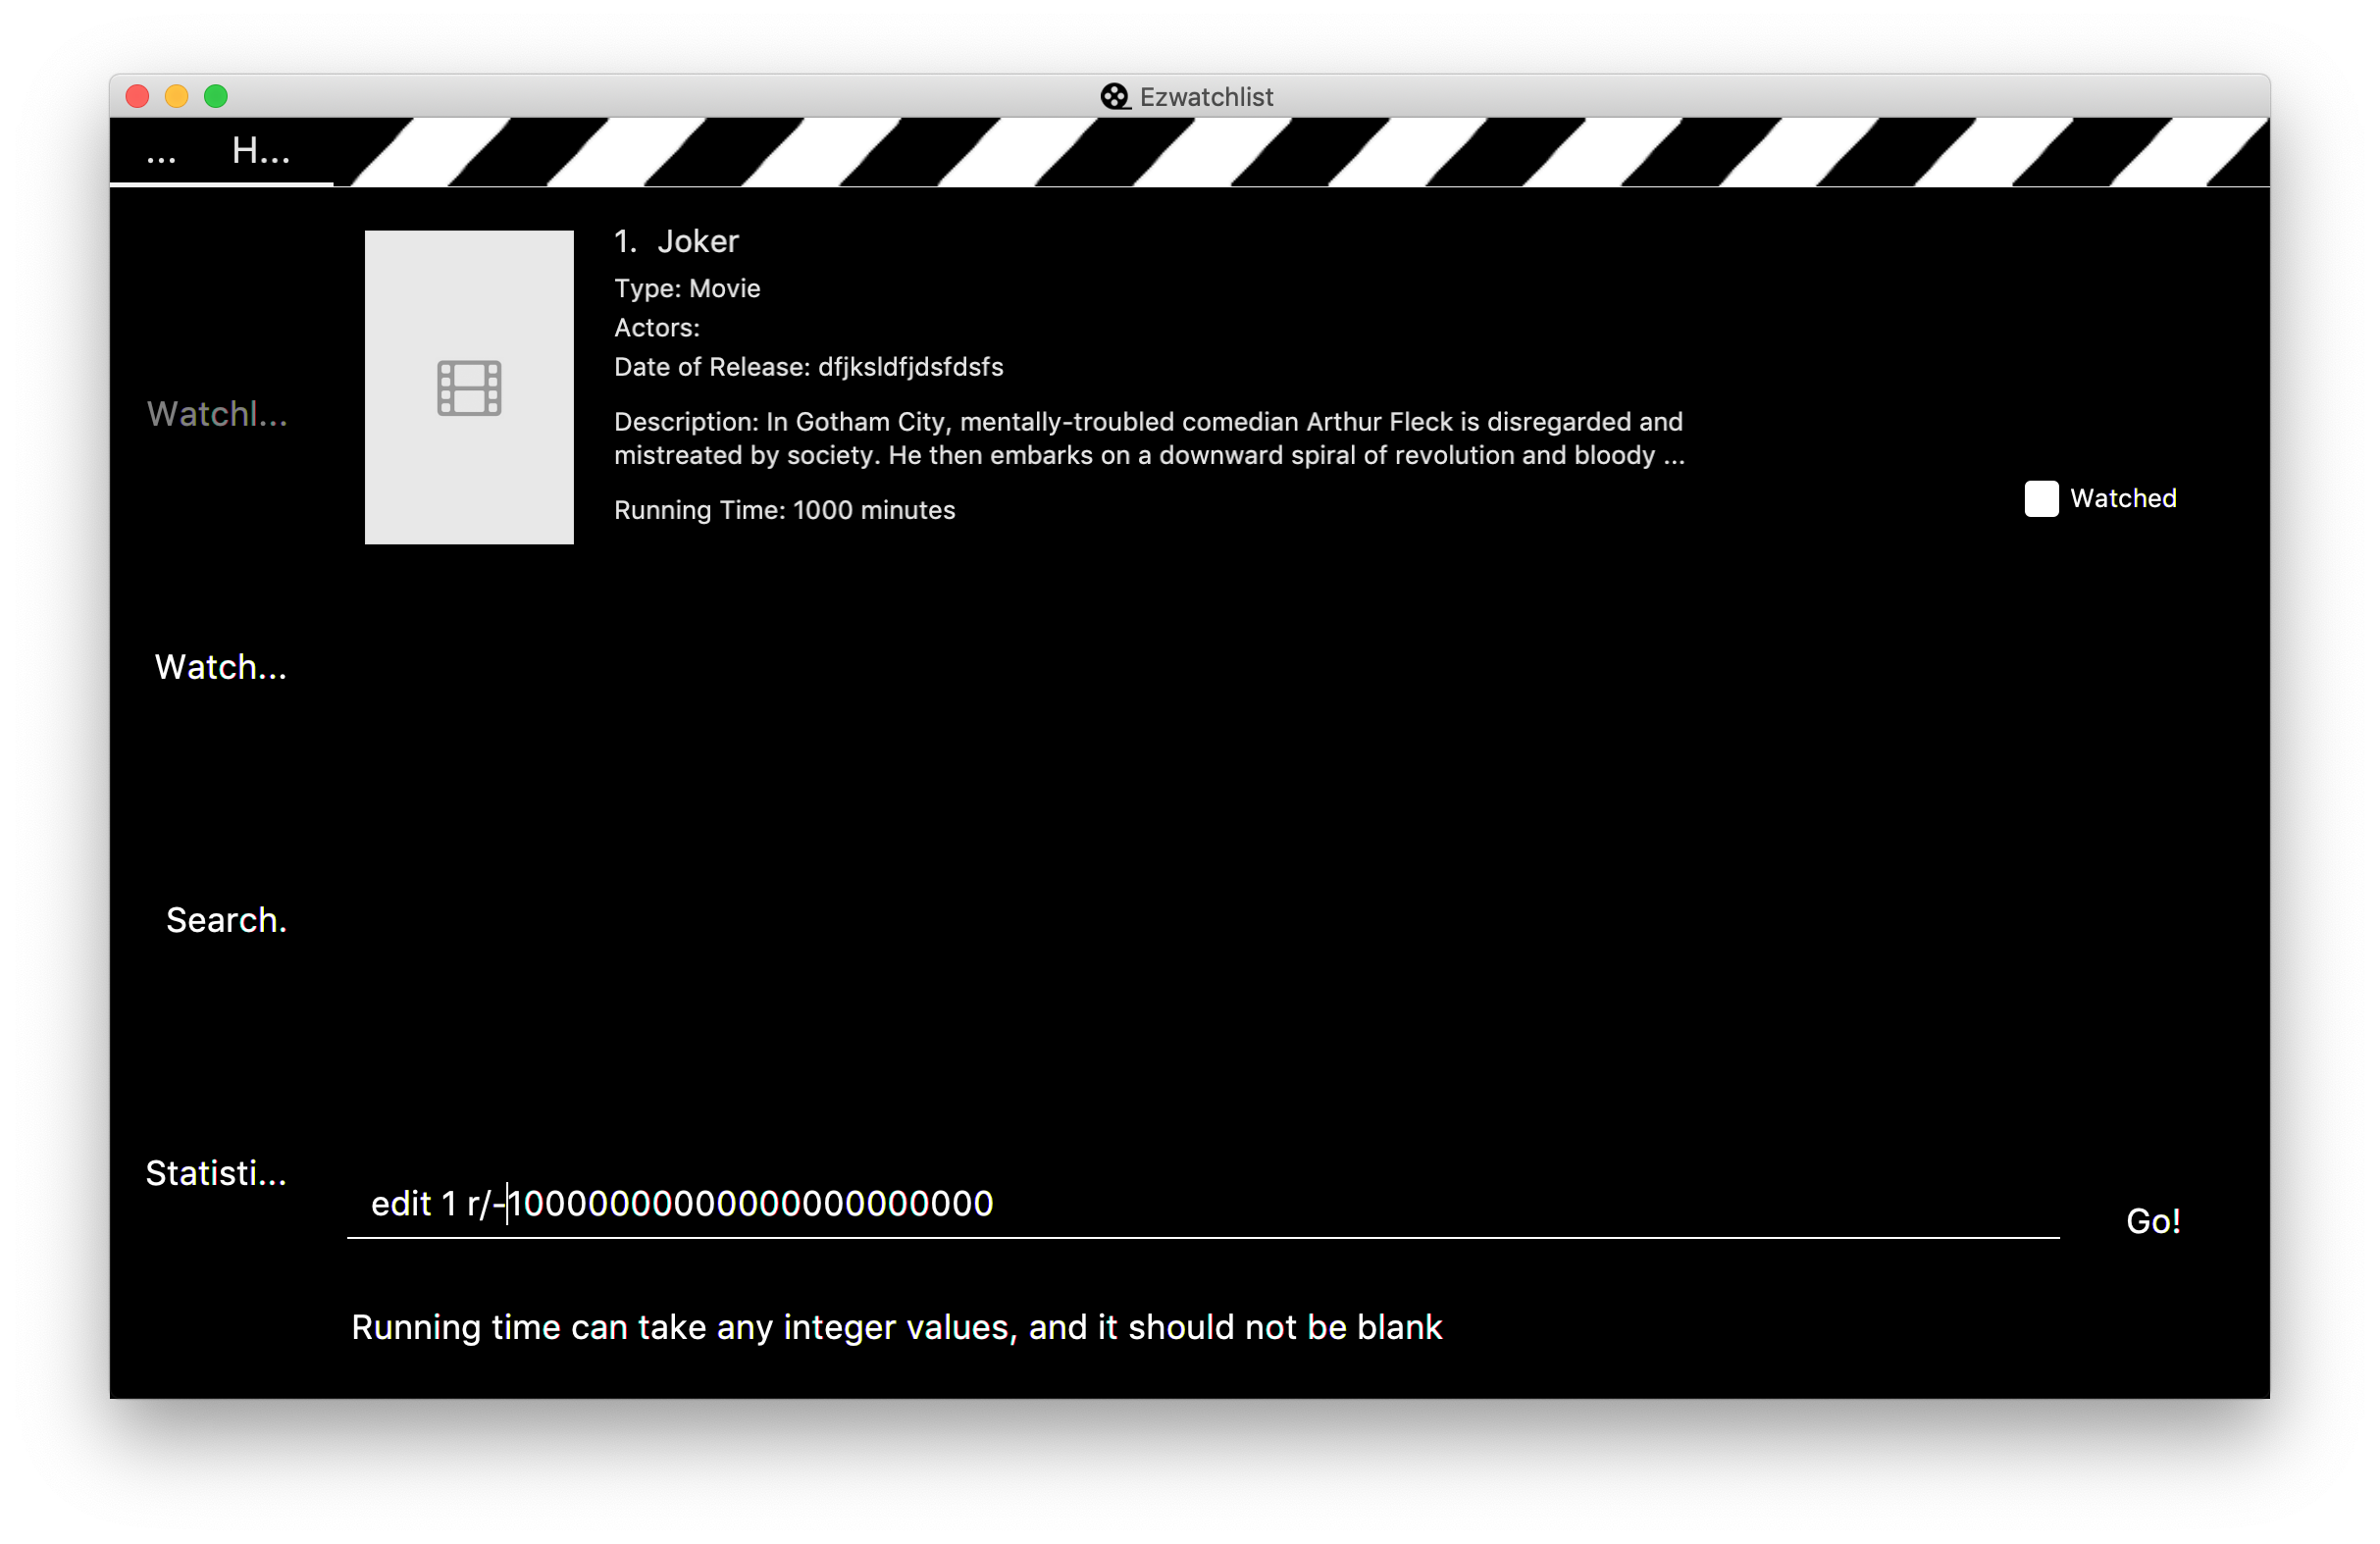 Ezwatchlist
... H...
1. Joker
Type: Movie
Actors:
Date of Release: dfjksldfjdsfdsfs
Description: In Gotham City, mentally-troubled comedian Arthur Fleck is disregarded and
mistreated by society. He then embarks on a downward spiral of revolution and bloody ...
Running Time: 1000 minutes
Watched
Watchl...
Watch...
Search.
Statisti...
edit 1 r/-10000000000000000000000
Go!
Running time can take any integer values, and it should not be blank